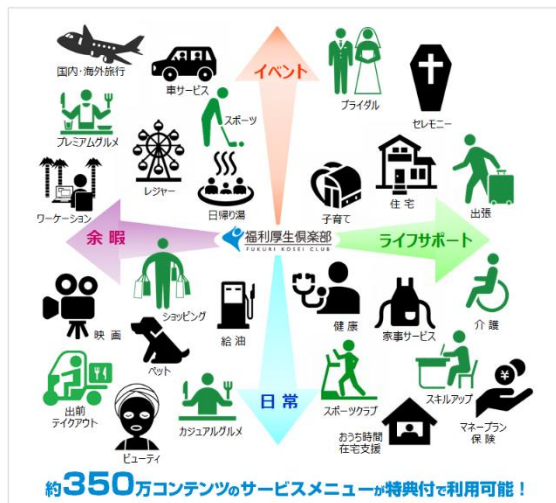 イベント
国内・海外旅行
車サービス
ブライダル
セレモニー
プレミアムグルメ
スポーツ
レジャー
ワーケーション
日帰り湯
子育て
住宅
出張
余暇
福利厚生倶楽部
FUKURI KOSEI CLUB
ライフサポート
映画
ショッピング
給油
健康
家事サービス
介護
ペット
出前
テイクアウト
カジュアルグルメ
日常
スポーツクラブ
スキルアップ
ビューティ
おうち時間
在宅支援
¥
マネープラン
保険
約350万コンテンツのサービスメニューが特典付で利用可能!